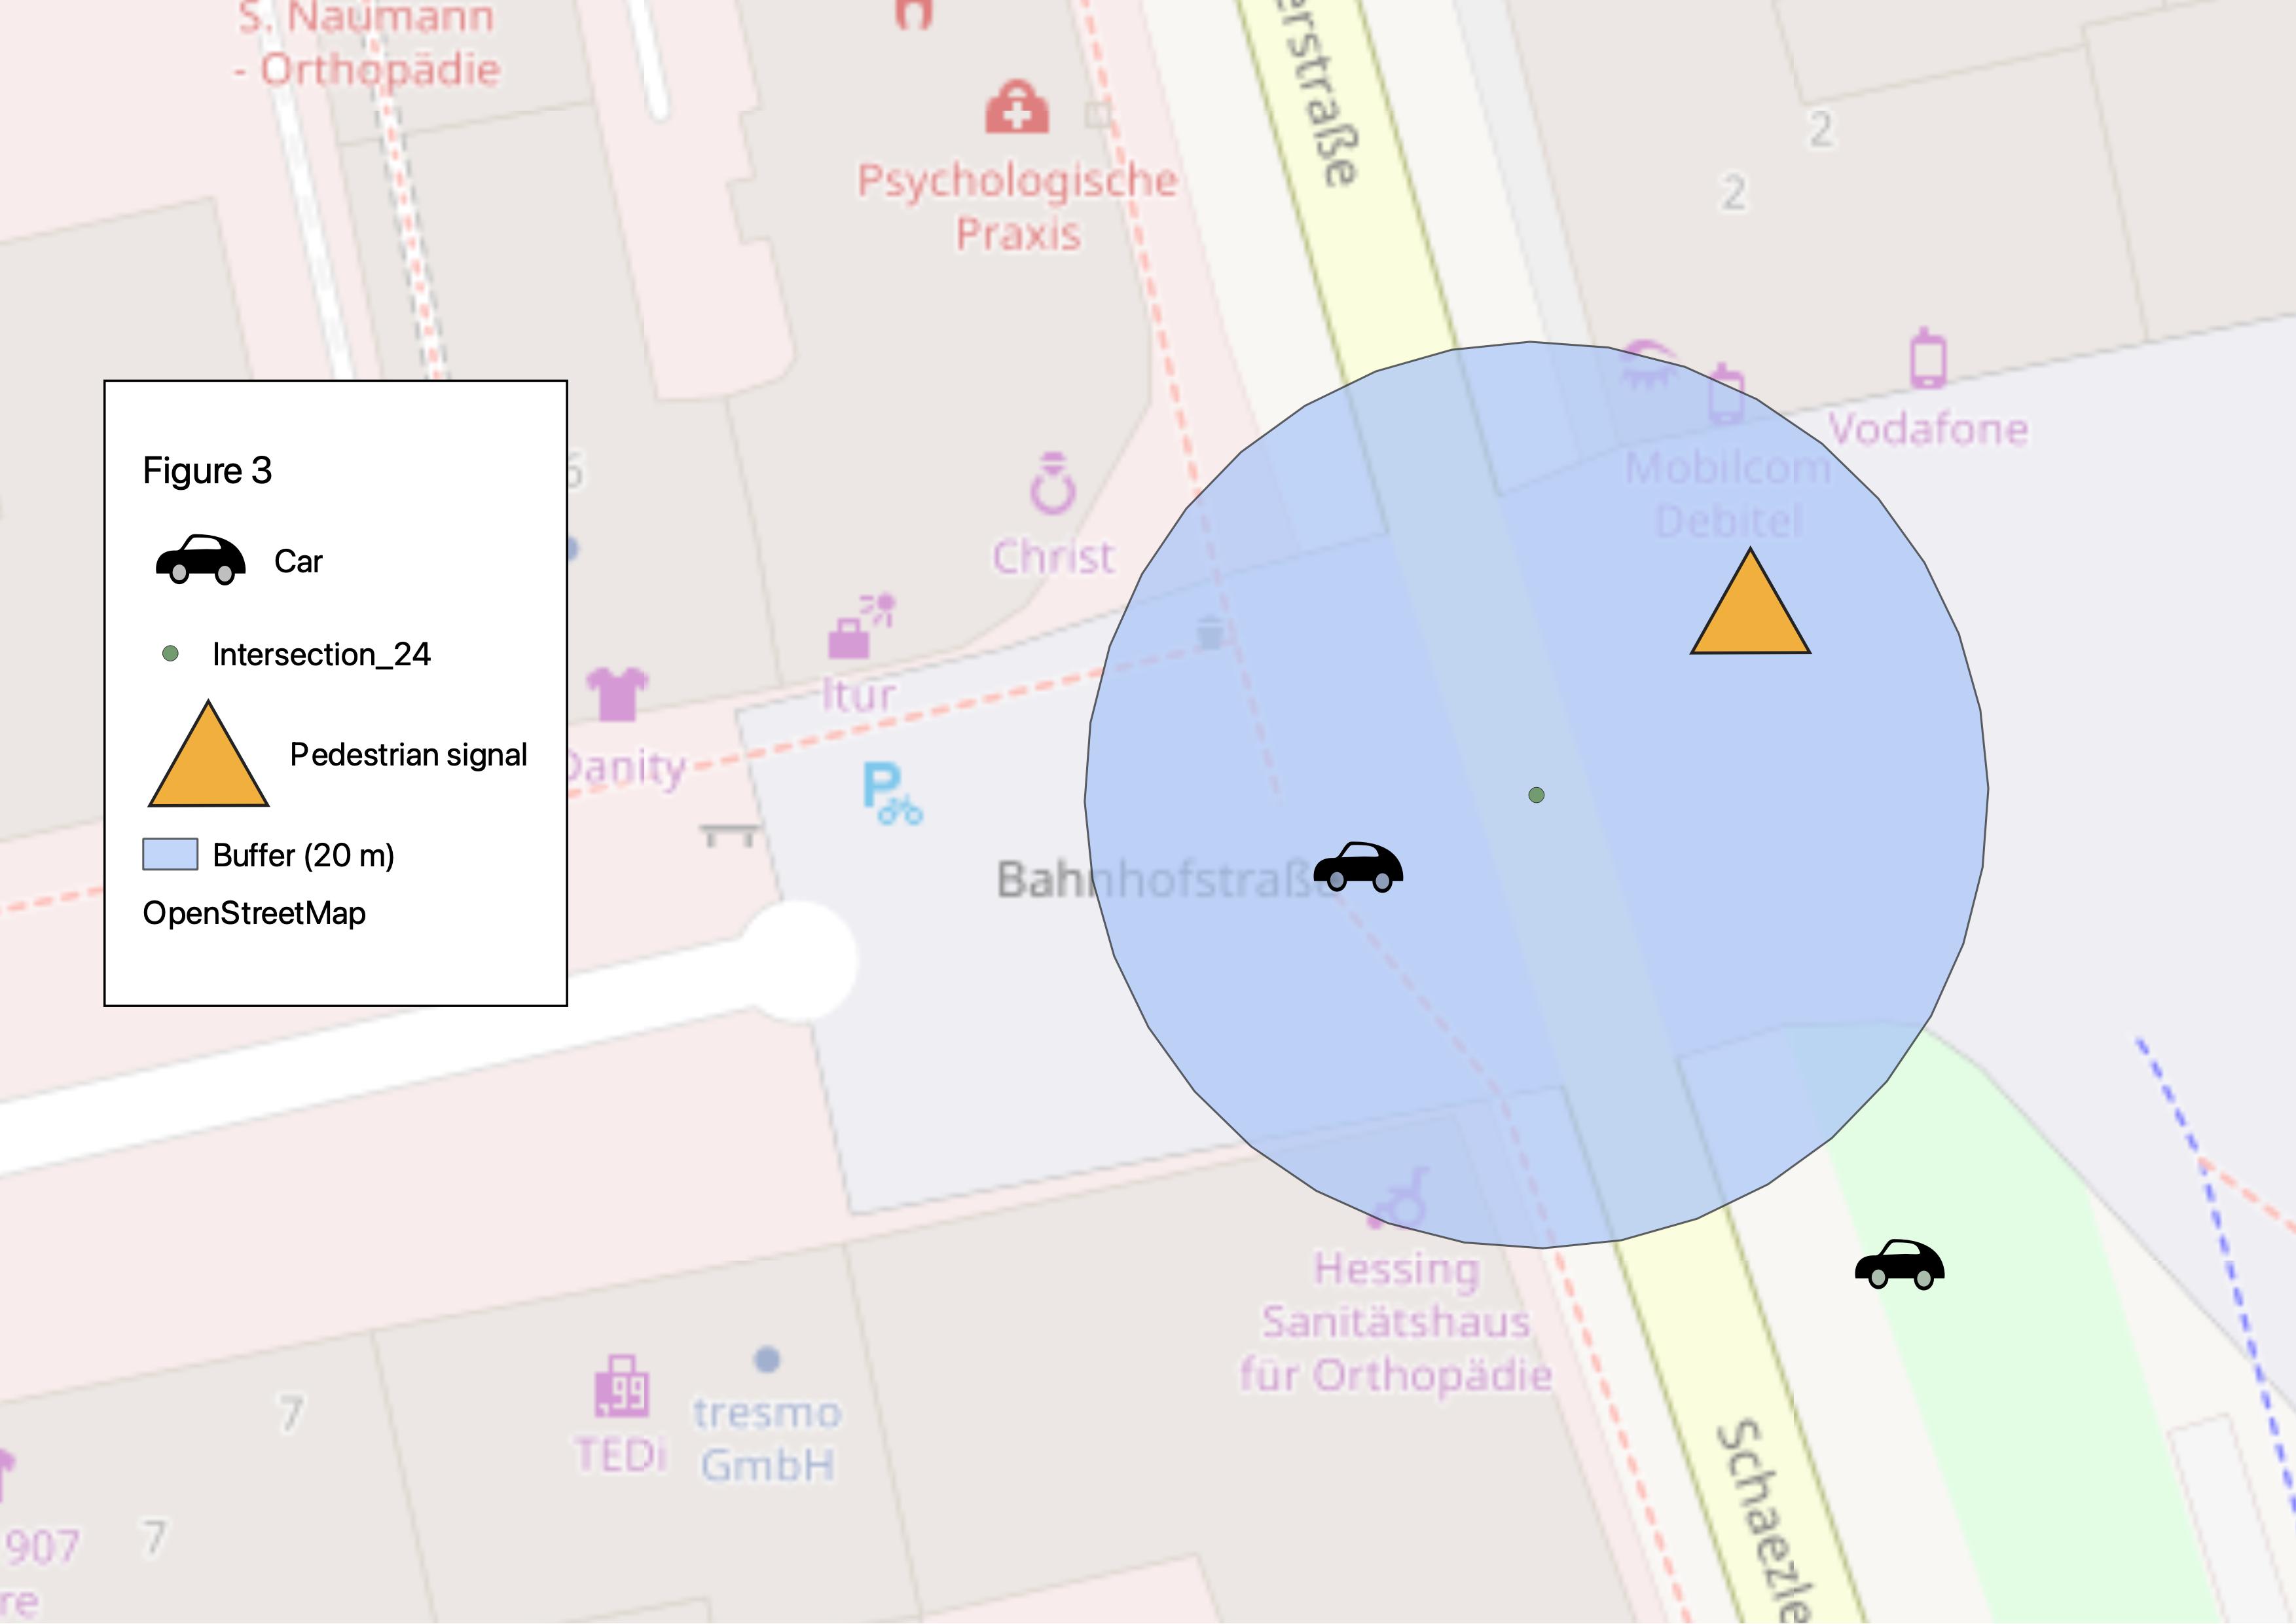 S. Naumann
- Orthopädie
erstraße
Psychologische
Praxis
2
2
Vodafone
Mobilcom
Debitel
Christ
Itur
Danity
P
Bahnhofstraße
Figure 3
Car
Intersection_24
Pedestrian signal
Buffer (20 m)
OpenStreetMap
Hessing
Sanitätshaus
für Orthopädie
99
TEDi
tresmo
GmbH
7
7
907
re
Schaezle